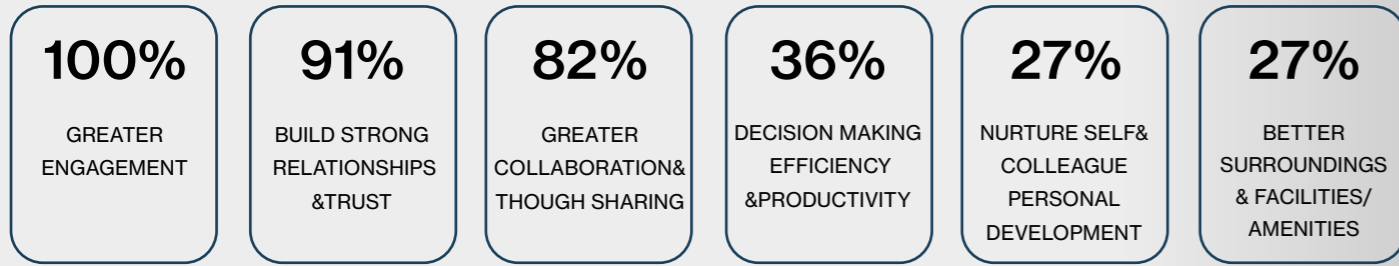 100%
GREATER
ENGAGEMENT
91%
BUILD STRONG
RELATIONSHIPS
&TRUST
82%
GREATER
COLLABORATION&
THOUGH SHARING
36%
DECISION MAKING
EFFICIENCY
&PRODUCTIVITY
27%
NURTURE SELF&
COLLEAGUE
PERSONAL
DEVELOPMENT
27%
BETTER
SURROUNDINGS
& FACILITIES/
AMENITIES